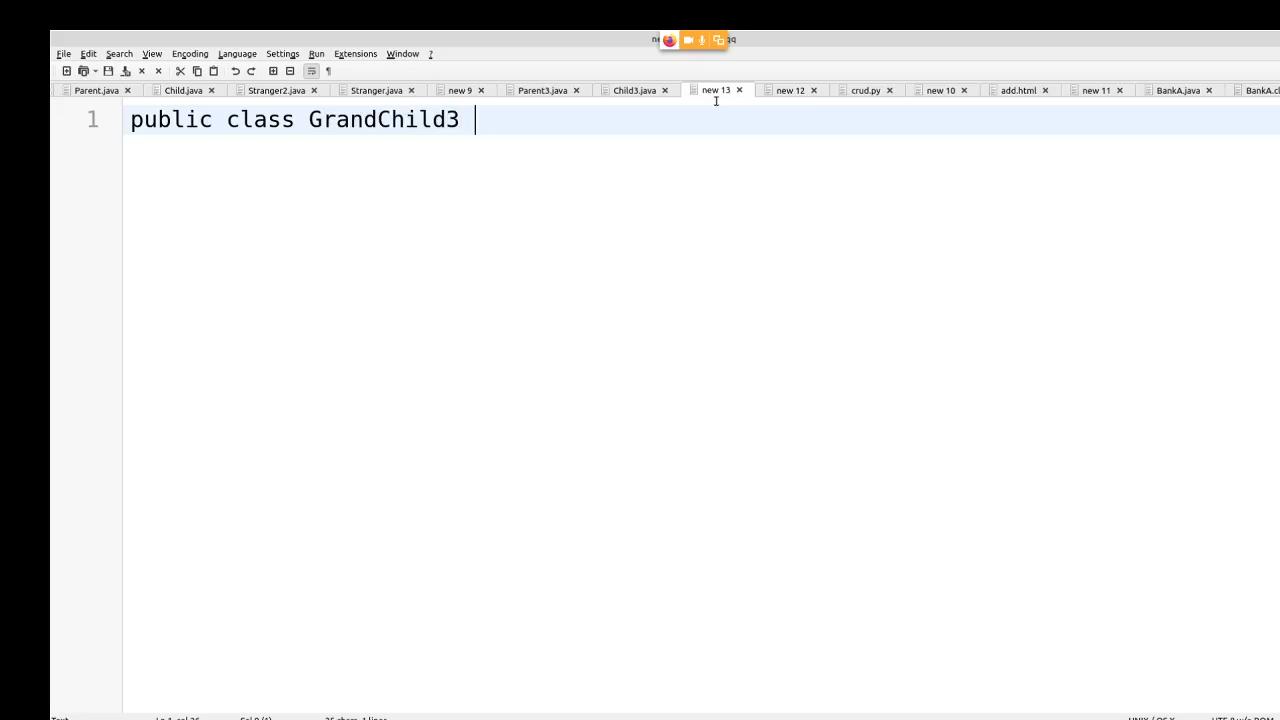 File Edit Search View Encoding Language Settings Run Extensions Window ?
Parent.java Child.java Stranger2.java Stranger.java new 9 Parent3.java Child3.java new 13 new 12 crud.py new 10 add.html new 11 BankA.java BankA.cl
1 public class GrandChild3